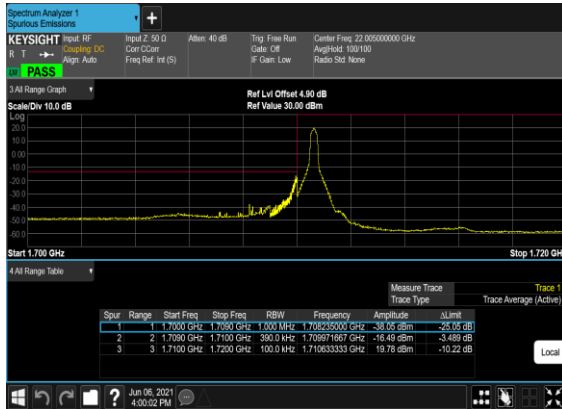 Spectrum Analyzer 1
Spurious Emissions
+
KEYSIGHT Input: RF Input Z: 50 Ω Atten: 40 dB Trig: Free Run Center Freq: 22.005000000 GHz
R T Coupling: DC Corr CCorr Gate: Off Avg|Hold: 100/100
Align: Auto Freq Ref: Int (S) IF Gain: Low Radio Std: None
PASS
3 All Range Graph Ref Lvl Offset 4.90 dB
Scale/Div 10.0 dB Ref Value 30.00 dBm
Log
20.0
10.0
0.00
-10.0
-20.0
-30.0
-40.0
-50.0
-60.0
Start 1.700 GHz Stop 1.720 GH
4 All Range Table
Measure Trace Trace 1
Trace Type Trace Average (Active)
Spur Range Start Freq Stop Freq RBW Frequency Amplitude ΔLimit
1 1 1.7000 GHz 1.7090 GHz 1.000 MHz 1.708235000 GHz -38.05 dBm -25.05 dB
2 2 1.7090 GHz 1.7100 GHz 390.0 kHz 1.709971667 GHz -16.49 dBm -3.489 dB
3 3 1.7100 GHz 1.7200 GHz 100.0 kHz 1.710633333 GHz 19.78 dBm -10.22 dB
Local
? Jun 06, 2021
4:00:02 PM